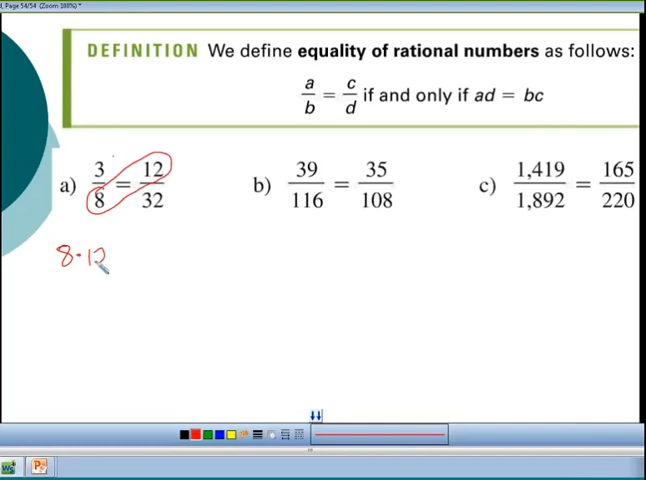 d, Page 54/54 (Zoom 100%) *
DEFINITION We define equality of rational numbers as follows:
a/b = c/d if and only if ad = bc
a) 3/8 = 12/32 b) 39/116 = 35/108 c) 1,419/1,892 = 165/220
8·12